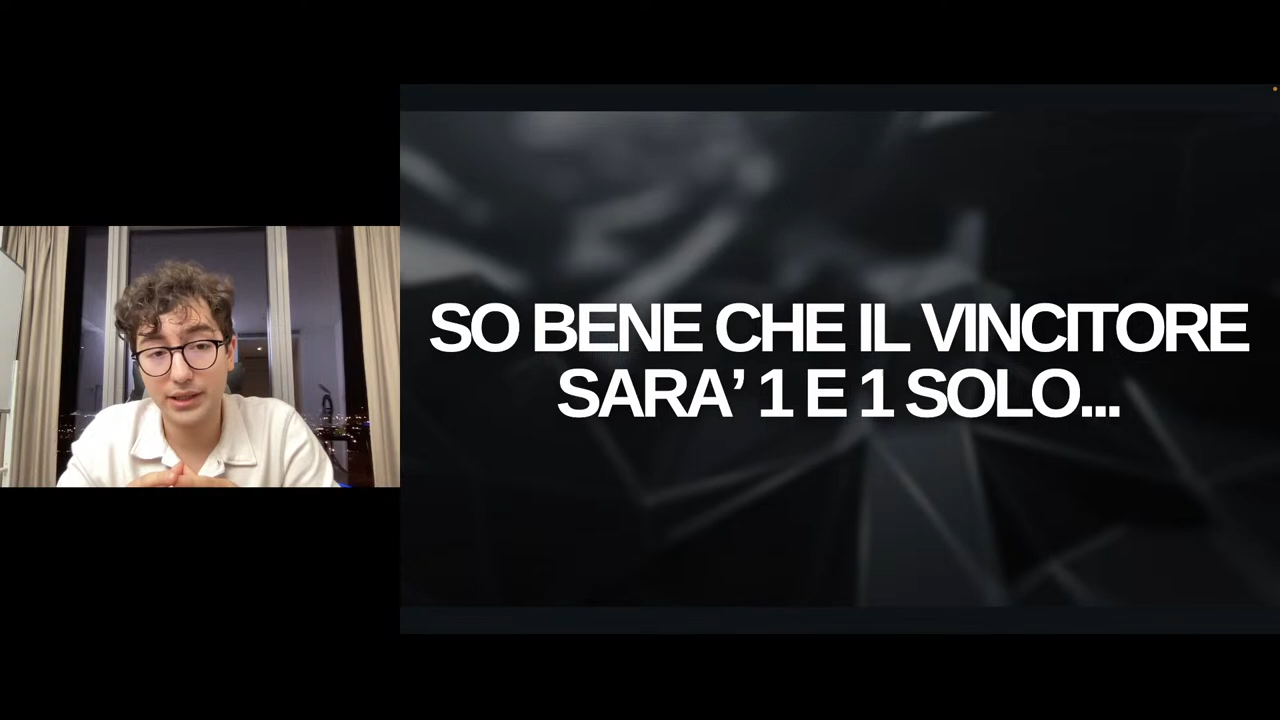 SO BENE CHE IL VINCITORE
SARA’ 1 E 1 SOLO...